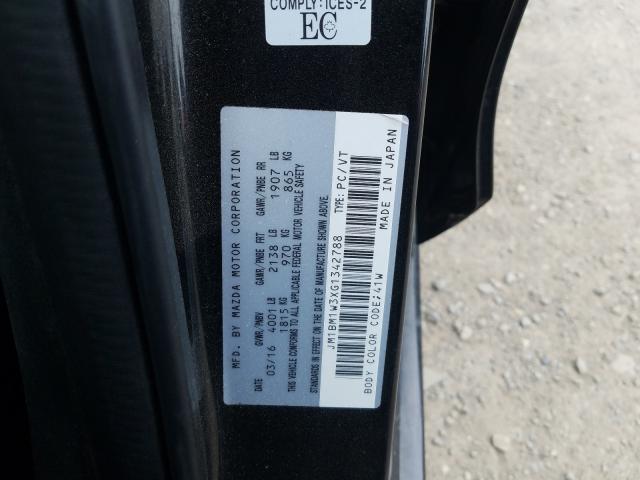 COMPLY:ICES-2
EC
MFD. BY MAZDA MOTOR CORPORATION
DATE GVWR/PNBV GAWR/PNBE FRT GAWR/PNBE RR
03/16 4001 LB 2138 LB 1907 LB
1815 KG 970 KG 865 KG
THIS VEHICLE CONFORMS TO ALL APPLICABLE FEDERAL MOTOR VEHICLE SAFETY
STANDARDS IN EFFECT ON THE DATE OF MANUFACTURE SHOWN ABOVE.
JM1BM1W3XG1342788 TYPE: PC/VT
BODY COLOR CODE:41W MADE IN JAPAN